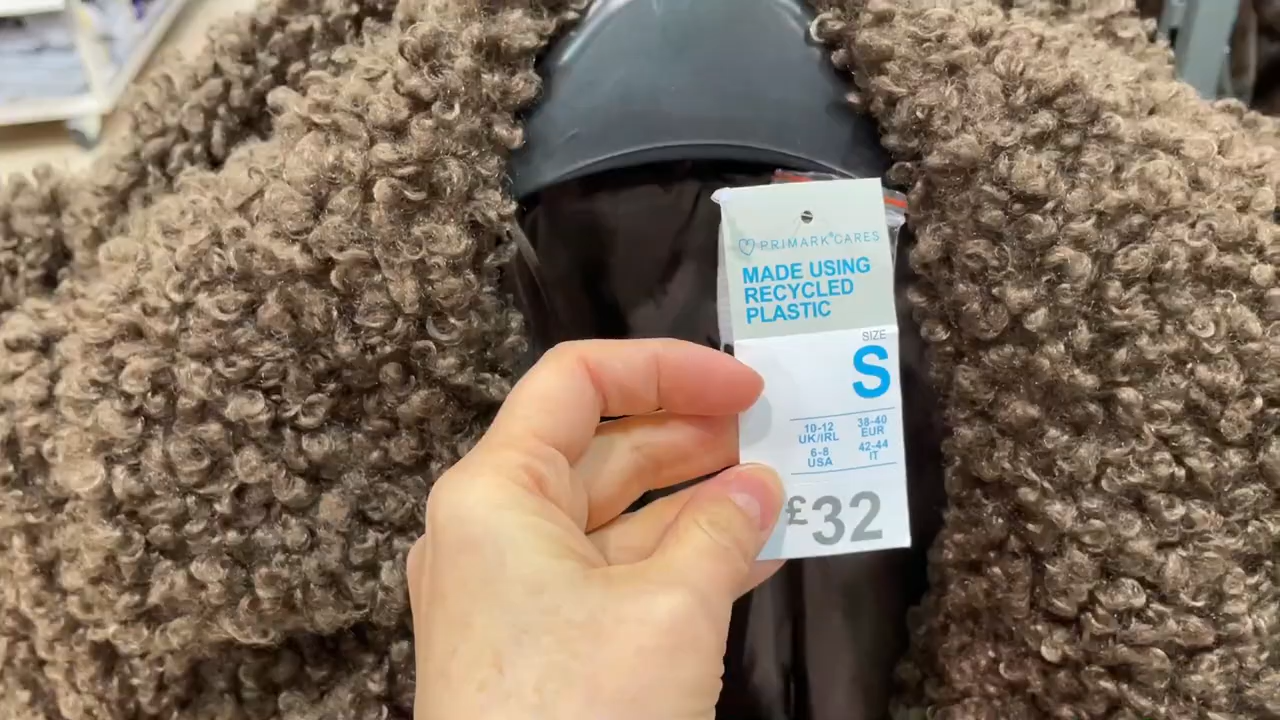 PRIMARK®CARES
MADE USING
RECYCLED
PLASTIC
SIZE
S
10-12
UK/IRL
38-40
EUR
6-8
USA
42-44
IT
£32